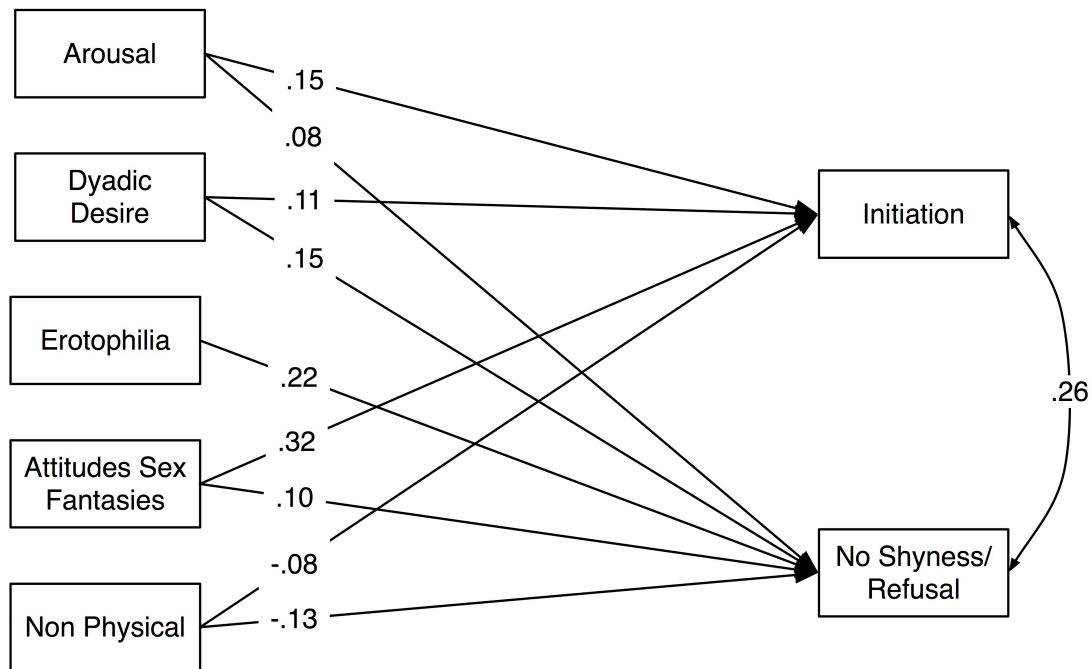 Arousal
.15
.08
Dyadic
Desire
.11
.15
Initiation
Erotophilia
.22
.26
Attitudes Sex
Fantasies
.32
.10
No Shyness/
Refusal
Non Physical
-.08
-.13